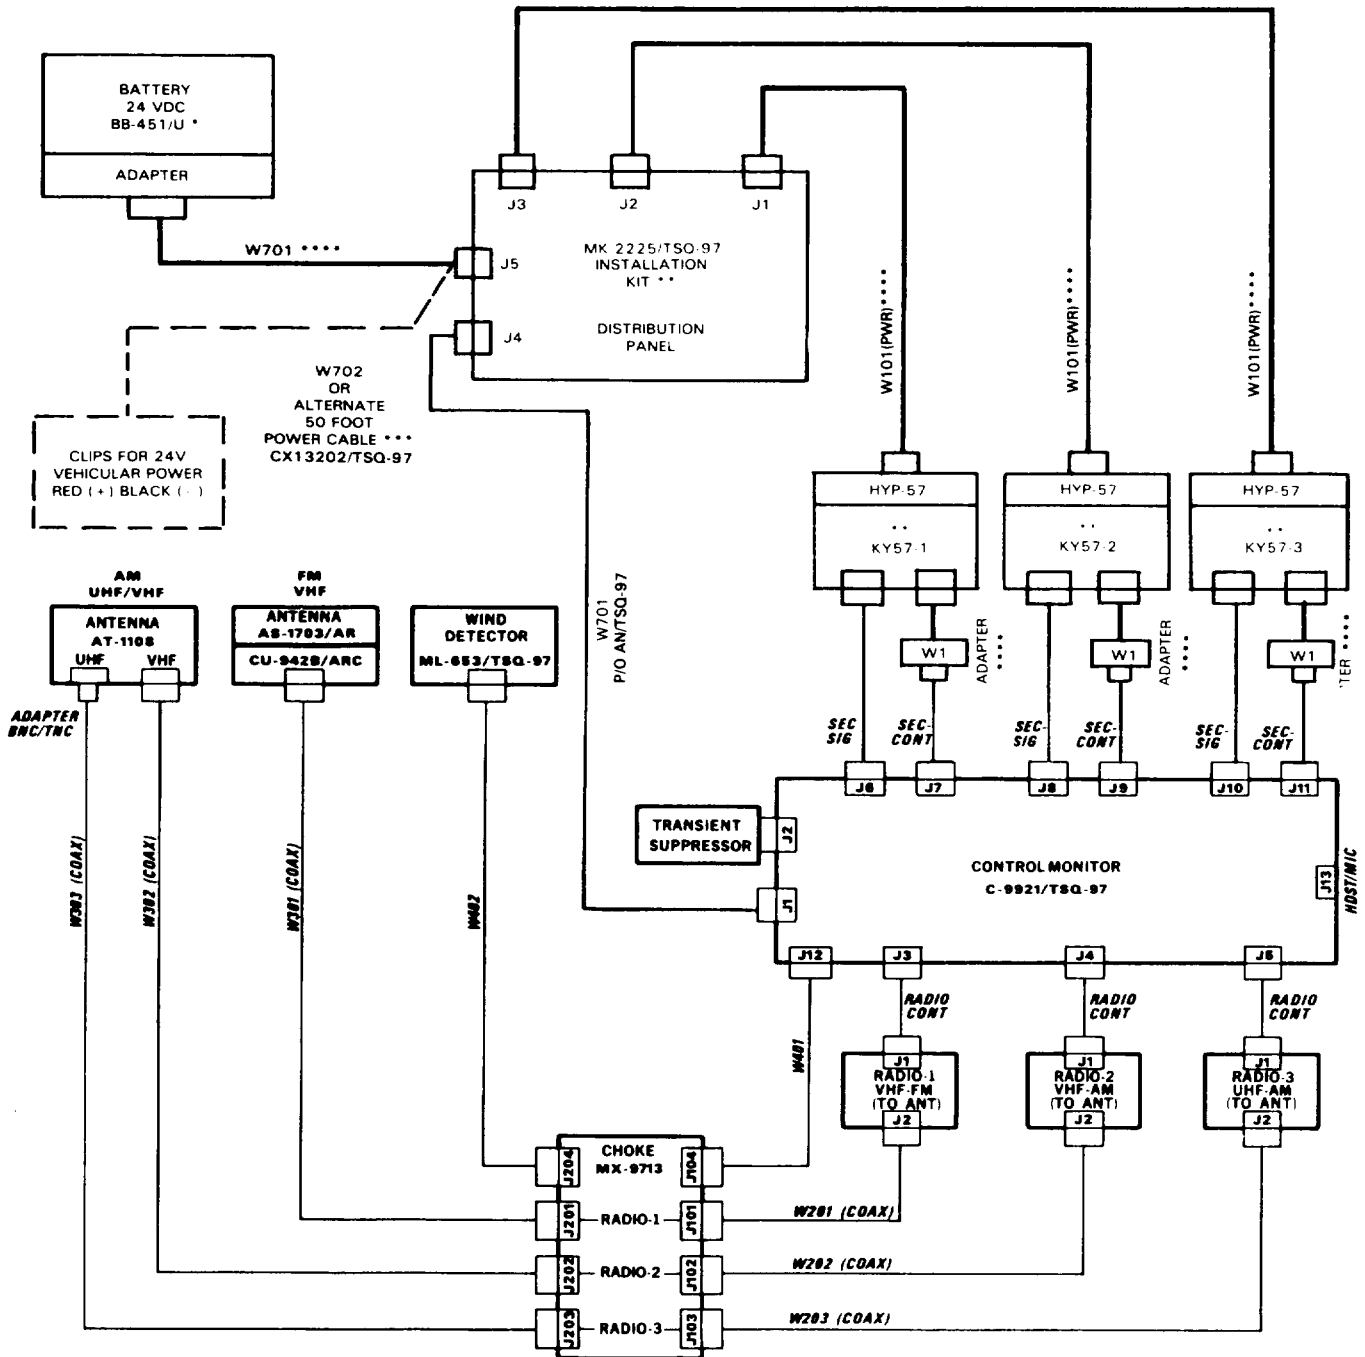 BATTERY
24 VDC
BB-451/U *
ADAPTER
J3
J2
J1
W701 ****
J5
MK 2225/TSQ-97
INSTALLATION
KIT **
J4
DISTRIBUTION
PANEL
W702
OR
ALTERNATE
50 FOOT
POWER CABLE ***
CX13202/TSQ-97
CLIPS FOR 24V
VEHICULAR POWER
RED (+) BLACK (-)
W101(PWR)****
W101(PWR)****
W101(PWR)****
HYP-57
**
KY57-1
HYP-57
**
KY57-2
HYP-57
**
KY57-3
W1
ADAPTER
****
W1
ADAPTER
****
W1
TER ****
W701
P/O AN/TSQ-97
AM
UHF/VHF
ANTENNA
AT-1108
UHF
VHF
FM
VHF
ANTENNA
AS-1703/AR
CU-942B/ARC
WIND
DETECTOR
ML-653/TSQ-97
ADAPTER
BNC/TNC
SEC
SIG
SEC-
CONT
SEC-
SIG
SEC-
CONT
SEC-
SIG
SEC-
CONT
J6
J7
J8
J9
J10
J11
TRANSIENT
SUPPRESSOR
J2
J1
CONTROL MONITOR
C-9921/TSQ-97
J13
HDST/MIC
J12
J3
J4
J5
W303 (COAX)
W302 (COAX)
W301 (COAX)
W402
W401
RADIO
CONT
RADIO
CONT
RADIO
CONT
J1
RADIO-1
VHF-FM
(TO ANT)
J2
J1
RADIO-2
VHF-AM
(TO ANT)
J2
J1
RADIO-3
UHF-AM
(TO ANT)
J2
CHOKE
MX-9713
J204
J104
J201
RADIO-1
J101
W201 (COAX)
J202
RADIO-2
J102
W202 (COAX)
J203
RADIO-3
J103
W203 (COAX)